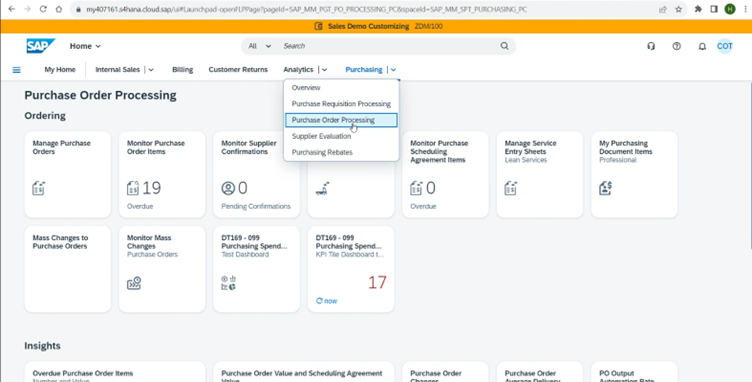 my407161.s4hana.cloud.sap/ui#Launchpad-openFLPPage?pageId=SAP_MM_PGT_PO_PROCESSING_PC&spaceId=SAP_MM_SPT_PURCHASING_PC
H
Sales Demo Customizing ZDM/100
SAP Home
All Search
COT
My Home Internal Sales Billing Customer Returns Analytics Purchasing
Overview
Purchase Requisition Processing
Purchase Order Processing
Supplier Evaluation
Purchasing Rebates
Purchase Order Processing
Ordering
Manage Purchase
Orders
Monitor Purchase
Order Items
19
Overdue
Monitor Supplier
Confirmations
0
Pending Confirmations
Monitor Purchase
Scheduling
Agreement Items
0
Overdue
Manage Service
Entry Sheets
Lean Services
My Purchasing
Document Items
Professional
Mass Changes to
Purchase Orders
Monitor Mass
Changes
Purchase Orders
DT169 - 099
Purchasing Spend...
Test Dashboard
DT169 - 099
Purchasing Spend...
KPI Tile Dashboard t...
17
now
Insights
Overdue Purchase Order Items
Number and Value
Purchase Order Value and Scheduling Agreement
Value
Purchase Order
Changes
Purchase Order
Average Delivery
PO Output
Automation Rate